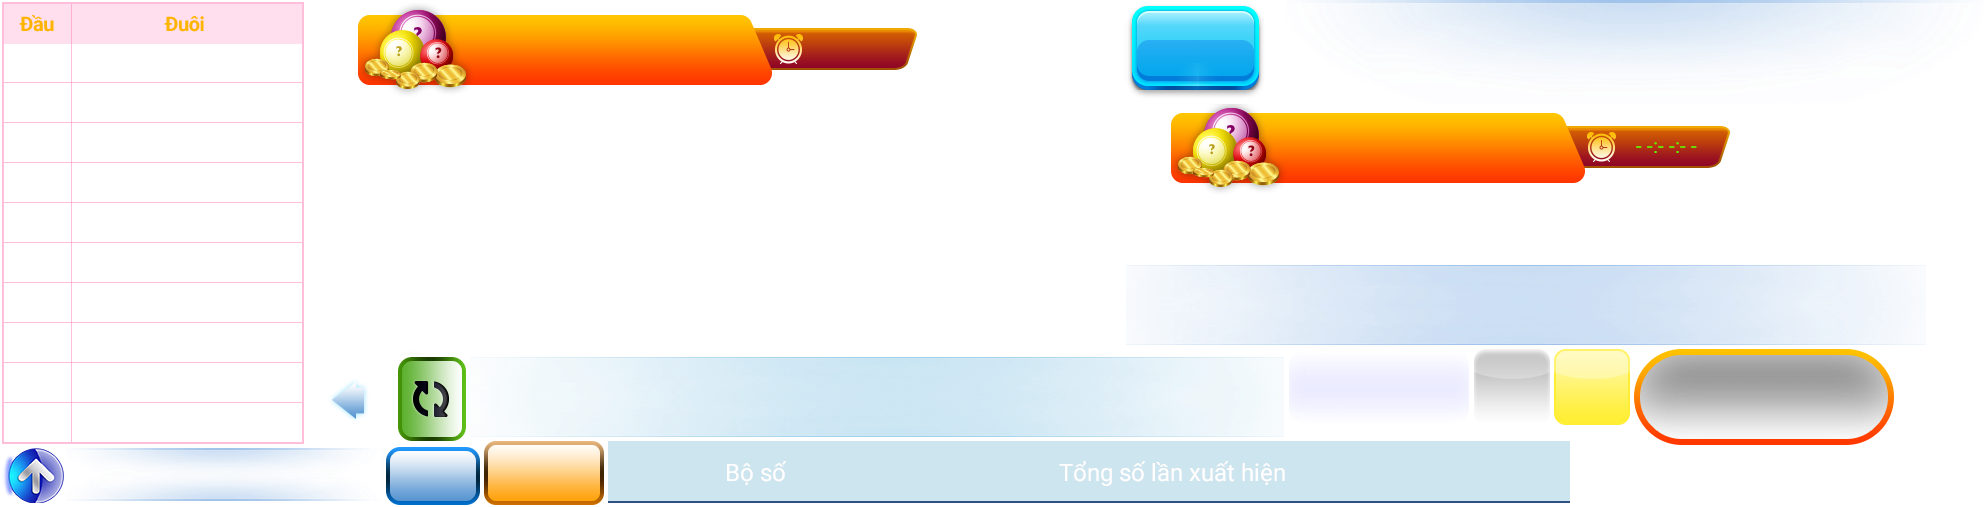 Đầu Đuôi
? ? ?
? ? ?
--:--:--
Bộ số Tổng số lần xuất hiện